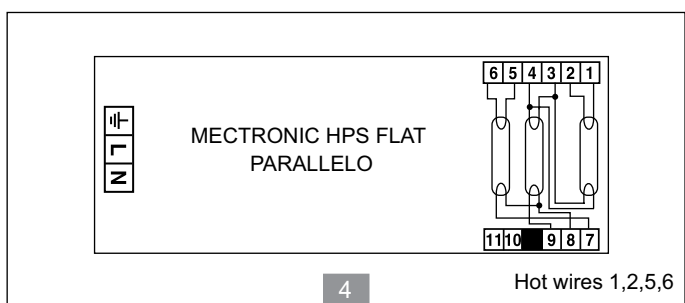 6 5 4 3 2 1
L
N
MECTRONIC HPS FLAT
PARALLELO
11 10 9 8 7
4
Hot wires 1,2,5,6